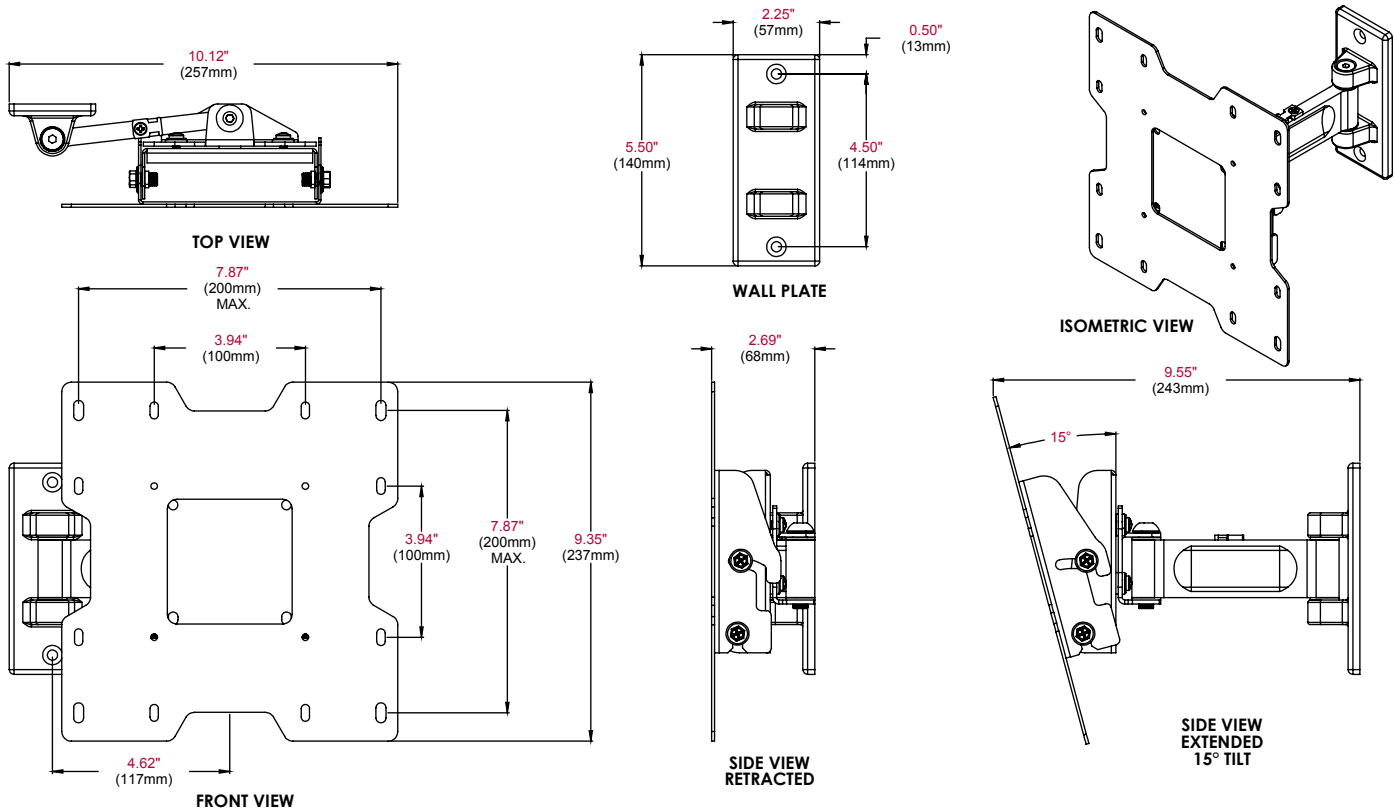 10.12"
(257mm)
TOP VIEW
2.25"
(57mm)
0.50"
(13mm)
5.50"
(140mm)
4.50"
(114mm)
WALL PLATE
ISOMETRIC VIEW
7.87"
(200mm)
MAX.
3.94"
(100mm)
3.94"
(100mm)
7.87"
(200mm)
MAX.
9.35"
(237mm)
4.62"
(117mm)
FRONT VIEW
2.69"
(68mm)
SIDE VIEW
RETRACTED
9.55"
(243mm)
15°
SIDE VIEW
EXTENDED
15° TILT